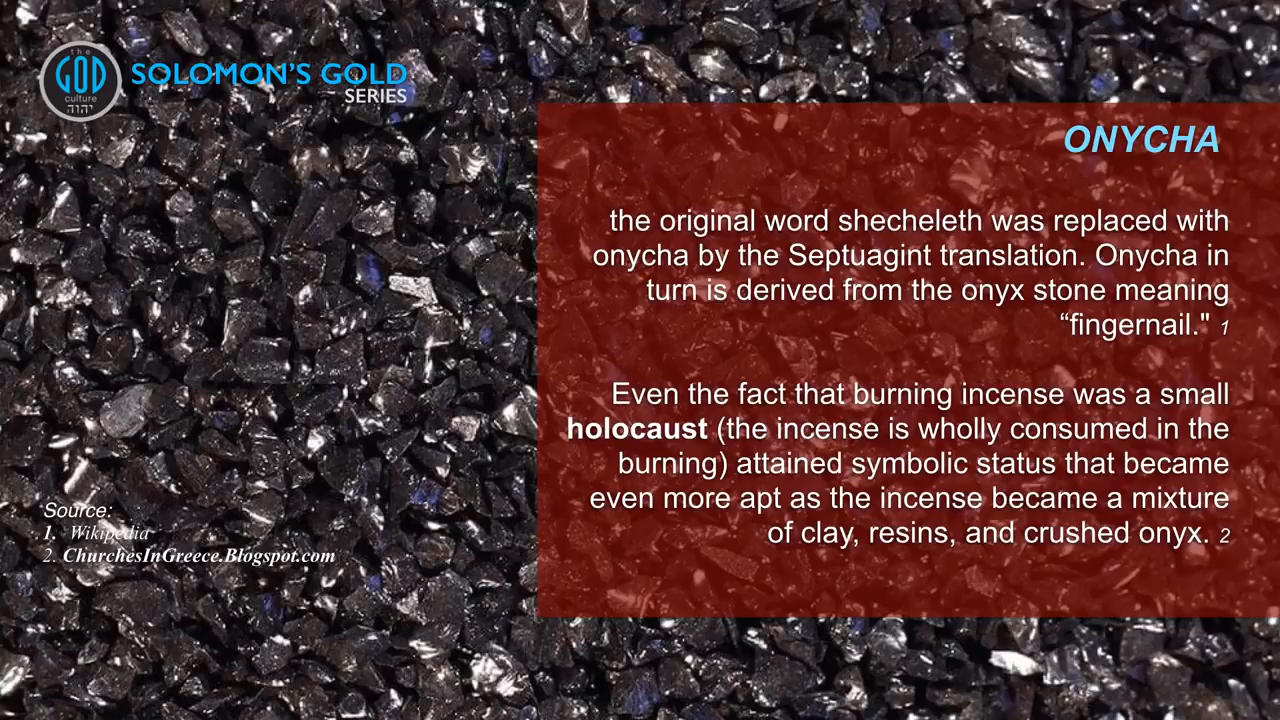 the
GOD
culture
יהוה
SOLOMON'S GOLD
SERIES
ONYCHA
the original word shecheleth was replaced with
onycha by the Septuagint translation. Onycha in
turn is derived from the onyx stone meaning
“fingernail." 1
Even the fact that burning incense was a small
holocaust (the incense is wholly consumed in the
burning) attained symbolic status that became
even more apt as the incense became a mixture
of clay, resins, and crushed onyx. 2
Source:
1. Wikipedia
2. ChurchesInGreece.Blogspot.com